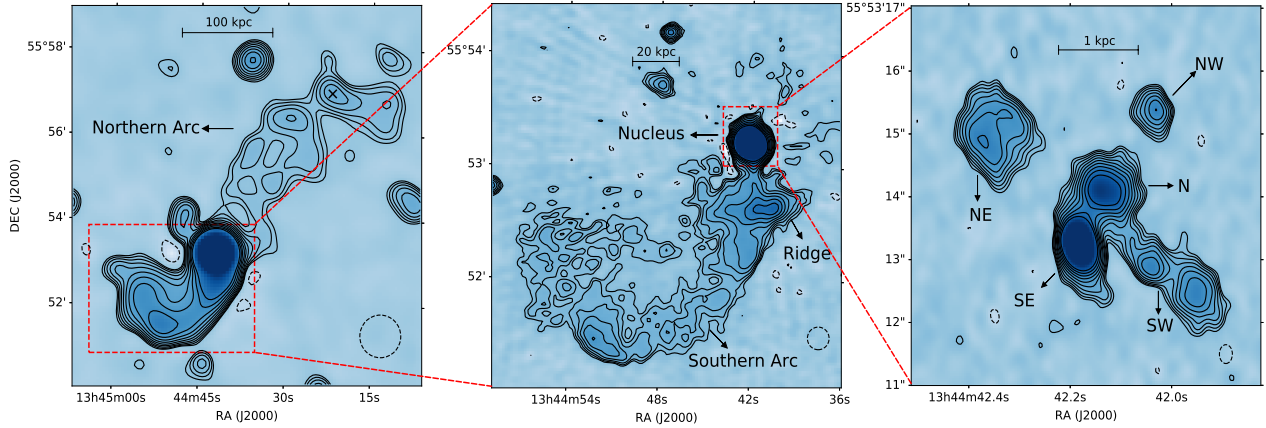 100 kpc
55°58'
Northern Arc
56'
54'
52'
DEC (J2000)
13h45m00s
44m45s
30s
15s
RA (J2000)
55°54'
20 kpc
Nucleus
53'
Ridge
52'
Southern Arc
13h44m54s
48s
42s
36s
RA (J2000)
55°53'17"
1 kpc
NW
16"
15"
N
14"
NE
13"
SE
SW
12"
11"
13h44m42.4s
42.2s
42.0s
RA (J2000)